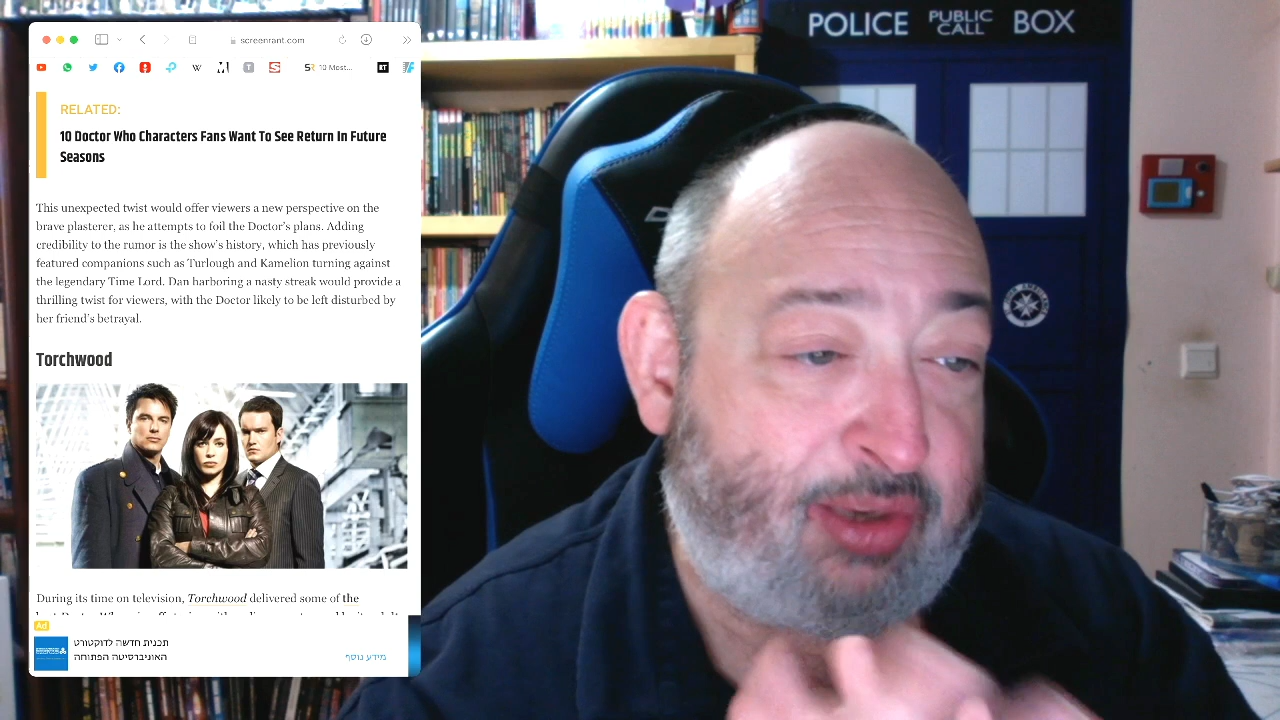 screenrant.com
10 Most...
RELATED:
10 Doctor Who Characters Fans Want To See Return In Future
Seasons
This unexpected twist would offer viewers a new perspective on the
brave plasterer, as he attempts to foil the Doctor's plans. Adding
credibility to the rumor is the show's history, which has previously
featured companions such as Turlough and Kamelion turning against
the legendary Time Lord. Dan harboring a nasty streak would provide a
thrilling twist for viewers, with the Doctor likely to be left disturbed by
her friend's betrayal.
Torchwood
During its time on television, Torchwood delivered some of the
Ad
תכנית חדשה לדוקטורט
האוניברסיטה הפתוחה
מידע נוסף
POLICE PUBLIC CALL BOX